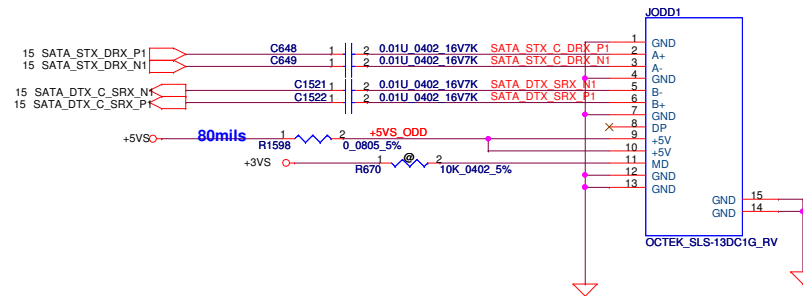 JODD1
15 SATA_STX_DRX_P1 C648 1 2 0.01U_0402_16V7K SATA_STX_C_DRX_P1
15 SATA_STX_DRX_N1 C649 1 2 0.01U_0402_16V7K SATA_STX_C_DRX_N1
15 SATA_DTX_C_SRX_N1 C1521 1 2 0.01U_0402_16V7K SATA_DTX_SRX_N1
15 SATA_DTX_C_SRX_P1 C1522 1 2 0.01U_0402_16V7K SATA_DTX_SRX_P1
+5VS 80mils R1598 1 2 0_0805_5% +5VS_ODD
+3VS R670 1 @ 2 10K_0402_5%
1 GND
2 A+
3 A-
4 GND
5 B-
6 B+
7 GND
8 DP
9 +5V
10 +5V
11 MD
12 GND
13 GND
GND 15
GND 14
OCTEK_SLS-13DC1G_RV